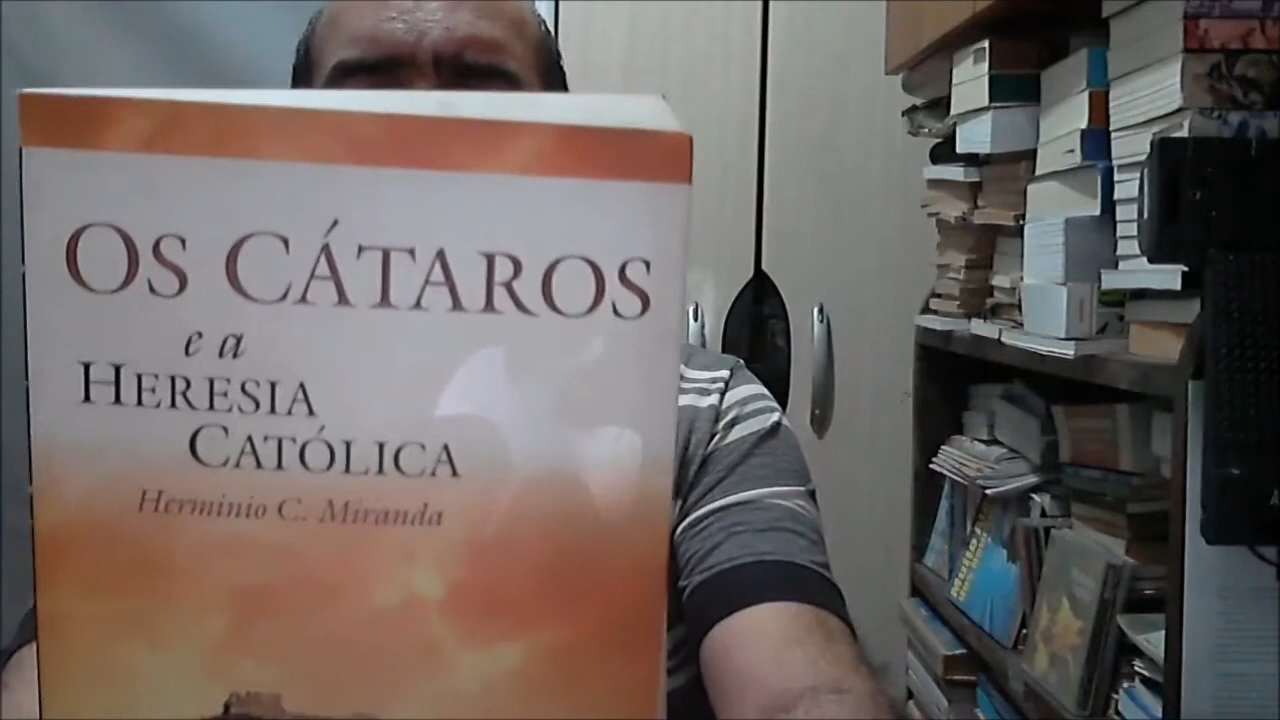 OS CÁTAROS
e a
HERESIA
CATÓLICA
Herminio C. Miranda